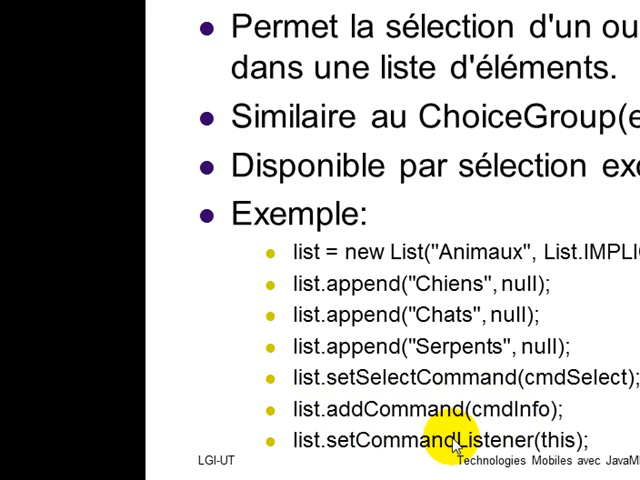 Permet la sélection d'un ou
dans une liste d'éléments.
Similaire au ChoiceGroup(e
Disponible par sélection exc
Exemple:
list = new List("Animaux", List.IMPLI
list.append("Chiens", null);
list.append("Chats", null);
list.append("Serpents", null);
list.setSelectCommand(cmdSelect);
list.addCommand(cmdInfo);
list.setCommandListener(this);
LGI-UT
Technologies Mobiles avec JavaM